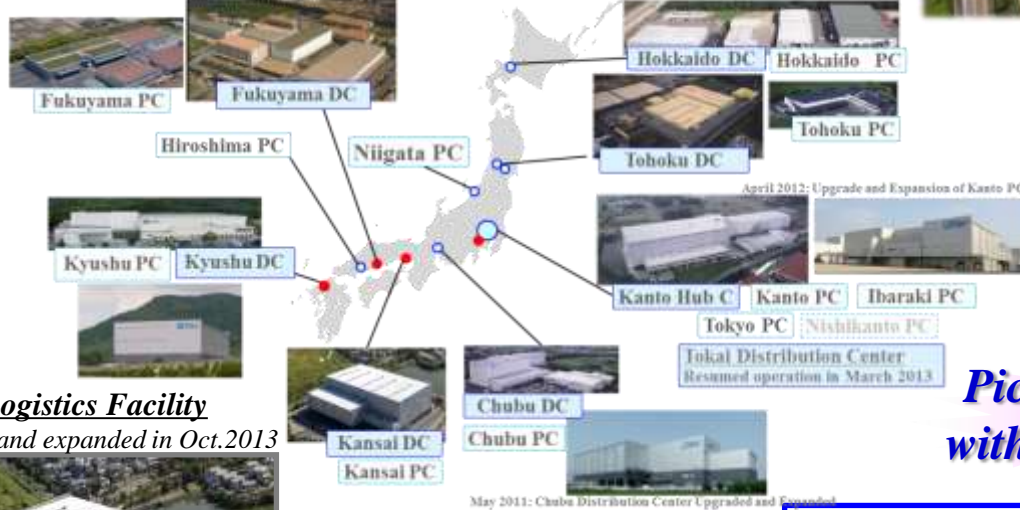 Fukuyama PC
Fukuyama DC
Hokkaido DC
Hokkaido PC
Tohoku PC
Hiroshima PC
Niigata PC
Tohoku DC
April 2012: Upgrade and Expansion of Kanto PC
Kyushu PC
Kyushu DC
Kanto Hub C
Kanto PC
Ibaraki PC
Tokyo PC
Nishikanto PC
Tokai Distribution Center
Resumed operation in March 2013
ogistics Facility
and expanded in Oct.2013
Pic
with
Chubu DC
Chubu PC
Kansai DC
Kansai PC
May 2011: Chubu Distribution Center Upgraded and Expanded